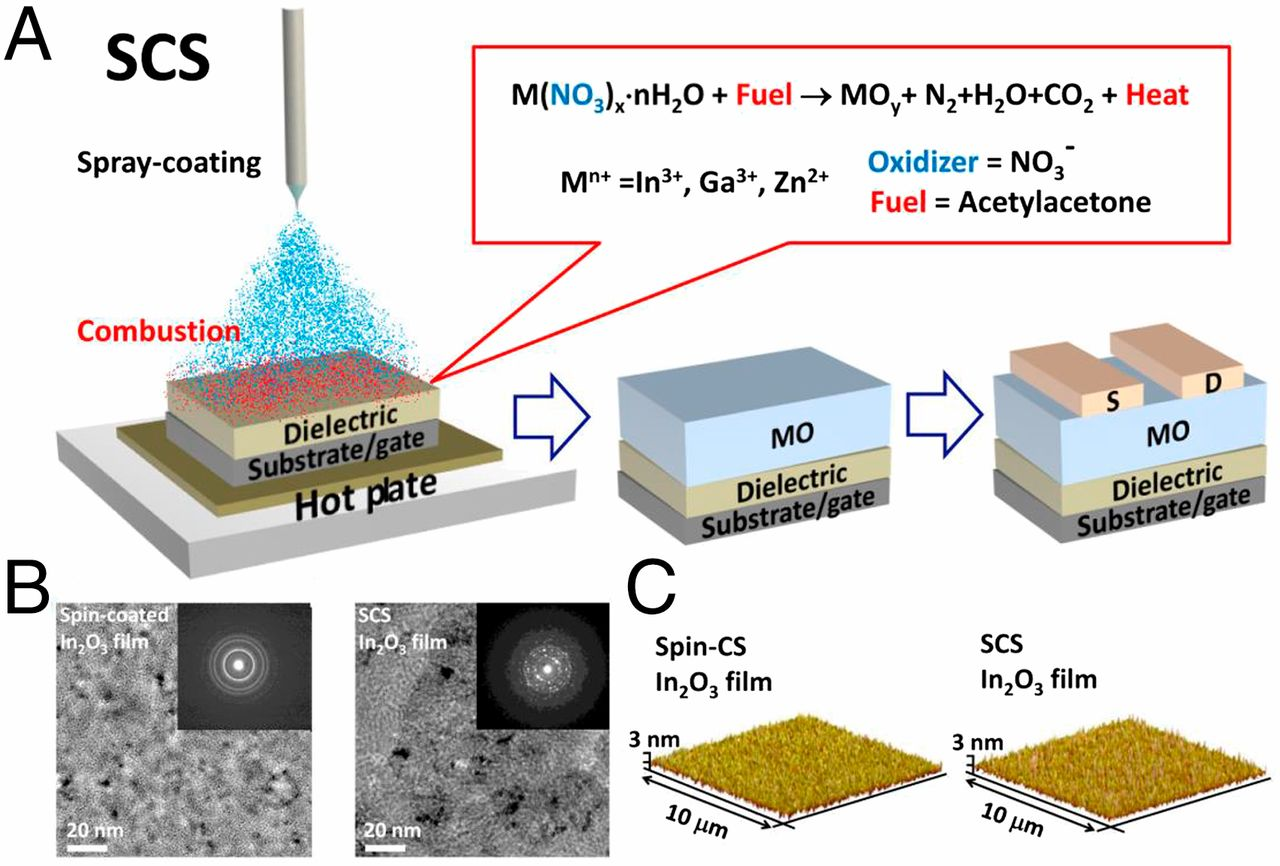 A
SCS
Spray-coating
Combustion
M(NO₃)ₓ·nH₂O + Fuel → MOᵧ+ N₂+H₂O+CO₂ + Heat
Mⁿ⁺ =In³⁺, Ga³⁺, Zn²⁺
Oxidizer = NO₃⁻
Fuel = Acetylacetone
Dielectric
Substrate/gate
Hot plate
MO
Dielectric
Substrate/gate
S
D
MO
Dielectric
Substrate/gate
B
Spin-coated
In₂O₃ film
20 nm
SCS
In₂O₃ film
20 nm
C
Spin-CS
In₂O₃ film
3 nm
10 μm
SCS
In₂O₃ film
3 nm
10 μm